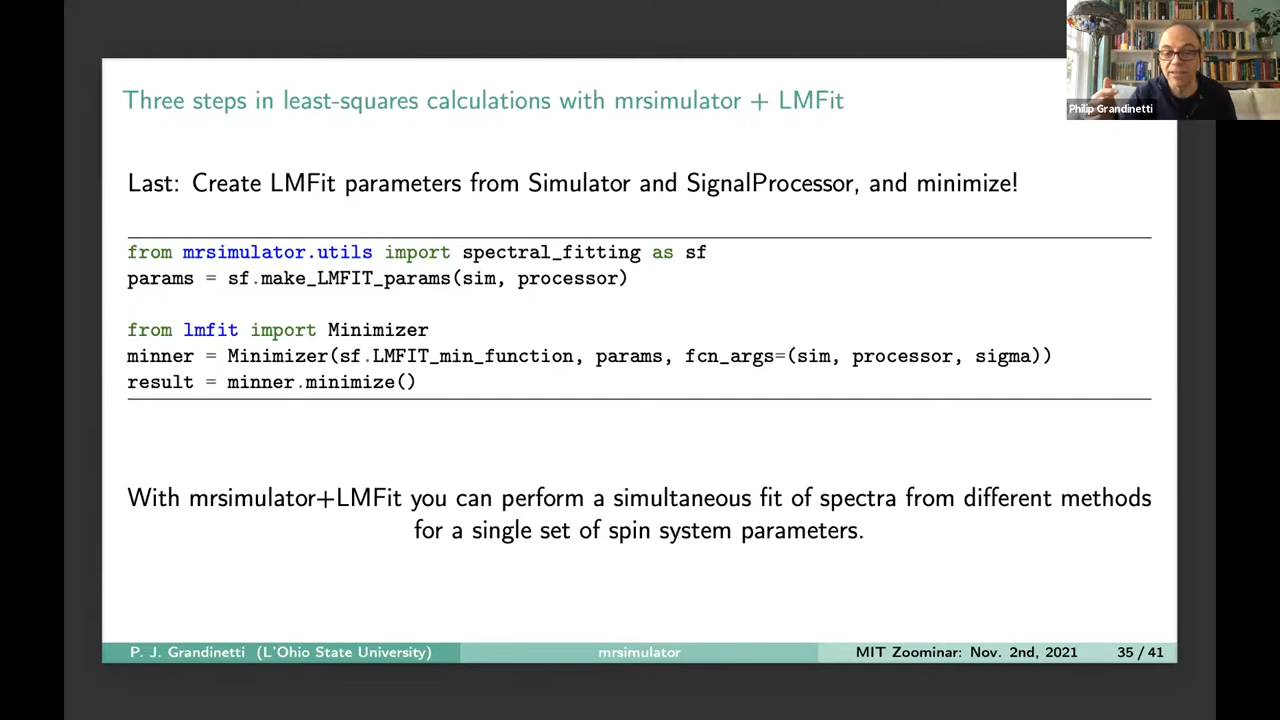 Philip Grandinetti
Three steps in least-squares calculations with mrsimulator + LMFit
Last: Create LMFit parameters from Simulator and SignalProcessor, and minimize!
from mrsimulator.utils import spectral_fitting as sf
params = sf.make_LMFIT_params(sim, processor)
from lmfit import Minimizer
minner = Minimizer(sf.LMFIT_min_function, params, fcn_args=(sim, processor, sigma))
result = minner.minimize()
With mrsimulator+LMFit you can perform a simultaneous fit of spectra from different methods
for a single set of spin system parameters.
P. J. Grandinetti (L'Ohio State University) mrsimulator MIT Zoominar: Nov. 2nd, 2021 35 / 41